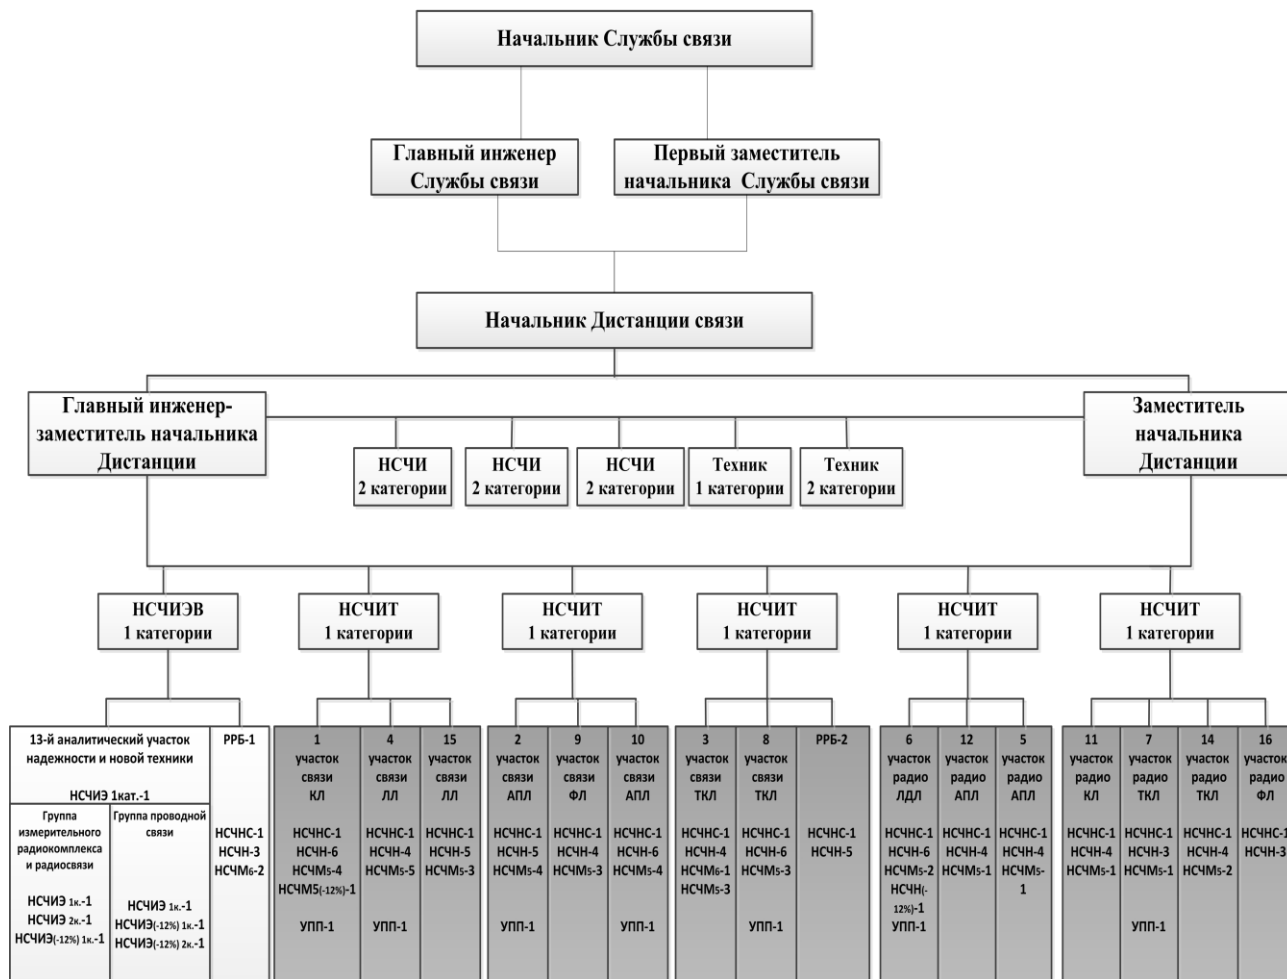 Начальник Службы связи
Главный инженер
Службы связи
Первый заместитель
начальника Службы связи
Начальник Дистанции связи
Главный инженер-
заместитель начальника
Дистанции
Заместитель
начальника
Дистанции
НСЧИ
2 категории
НСЧИ
2 категории
НСЧИ
2 категории
Техник
1 категории
Техник
2 категории
НСЧИЭВ
1 категории
НСЧИТ
1 категории
НСЧИТ
1 категории
НСЧИТ
1 категории
НСЧИТ
1 категории
НСЧИТ
1 категории
13-й аналитический участок
надежности и новой техники
НСЧИЭ 1кат.-1
Группа
измерительного
радиокомплекса
и радиосвязи
НСЧИЭ 1к.-1
НСЧИЭ 2к.-1
НСЧИЭ(-12%) 1к.-1
Группа проводной
связи
НСЧИЭ 1к.-1
НСЧИЭ(-12%) 1к.-1
НСЧИЭ(-12%) 2к.-1
РРБ-1
НСЧНС-1
НСЧН-3
НСЧМ6-2
1
участок
связи
КЛ
НСЧНС-1
НСЧН-6
НСЧМ5-4
НСЧМ5(-12%)-1
УПП-1
4
участок
связи
ЛЛ
НСЧНС-1
НСЧН-4
НСЧМ5-5
УПП-1
15
участок
связи
ЛЛ
НСЧНС-1
НСЧН-5
НСЧМ5-3
2
участок
связи
АПЛ
НСЧНС-1
НСЧН-5
НСЧМ5-4
УПП-1
9
участок
связи
ФЛ
НСЧНС-1
НСЧН-4
НСЧМ5-3
10
участок
связи
АПЛ
НСЧНС-1
НСЧН-6
НСЧМ5-4
УПП-1
3
участок
связи
ТКЛ
НСЧНС-1
НСЧН-4
НСЧМ6-1
НСЧМ5-3
8
участок
связи
ТКЛ
НСЧНС-1
НСЧН-6
НСЧМ5-3
УПП-1
РРБ-2
НСЧНС-1
НСЧН-5
6
участок
радио
ЛДЛ
НСЧНС-1
НСЧН-6
НСЧМ5-2
НСЧН(-
12%)-1
УПП-1
12
участок
радио
АПЛ
НСЧНС-1
НСЧН-4
НСЧМ5-1
5
участок
радио
АПЛ
НСЧНС-1
НСЧН-4
НСЧМ5-
1
11
участок
радио
КЛ
НСЧНС-1
НСЧН-4
НСЧМ5-1
7
участок
радио
ТКЛ
НСЧНС-1
НСЧН-3
НСЧМ5-1
УПП-1
14
участок
радио
ТКЛ
НСЧНС-1
НСЧН-4
НСЧМ5-2
16
участок
радио
ФЛ
НСЧНС-1
НСЧН-3